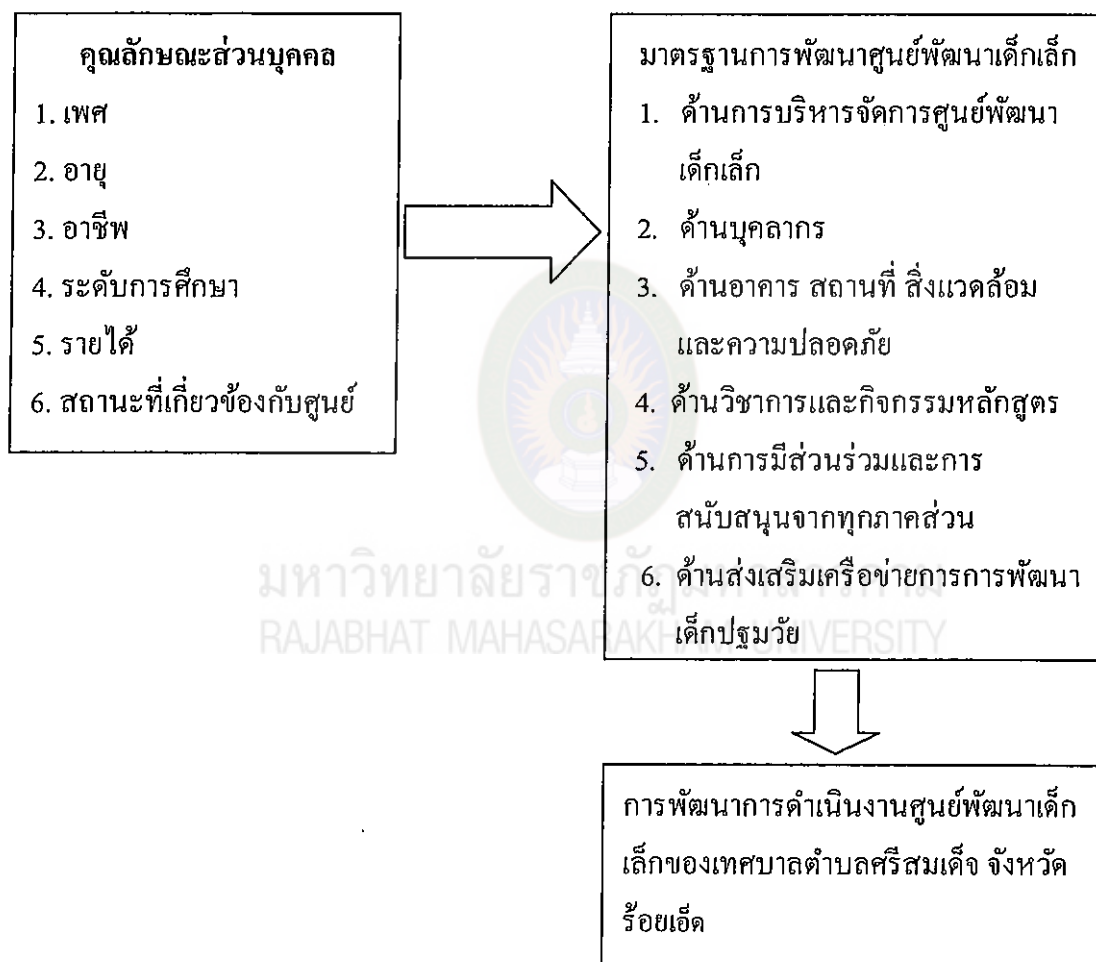 คุณลักษณะส่วนบุคคล
1. เพศ
2. อายุ
3. อาชีพ
4. ระดับการศึกษา
5. รายได้
6. สถานะที่เกี่ยวข้องกับศูนย์
มาตรฐานการพัฒนาศูนย์พัฒนาเด็กเล็ก
1. ด้านการบริหารจัดการศูนย์พัฒนา
เด็กเล็ก
2. ด้านบุคลากร
3. ด้านอาคาร สถานที่ สิ่งแวดล้อม
และความปลอดภัย
4. ด้านวิชาการและกิจกรรมหลักสูตร
5. ด้านการมีส่วนร่วมและการ
สนับสนุนจากทุกภาคส่วน
6. ด้านส่งเสริมเครือข่ายการการพัฒนา
เด็กปฐมวัย
มหาวิทยาลัยราชภัฏมหาสารคาม
RAJABHAT MAHASARAKHAM UNIVERSITY
การพัฒนาการดำเนินงานศูนย์พัฒนาเด็ก
เล็กของเทศบาลตำบลศรีสมเด็จ จังหวัด
ร้อยเอ็ด